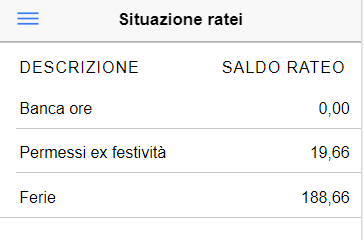 Situazione ratei
DESCRIZIONE SALDO RATEO
Banca ore 0,00
Permessi ex festività 19,66
Ferie 188,66